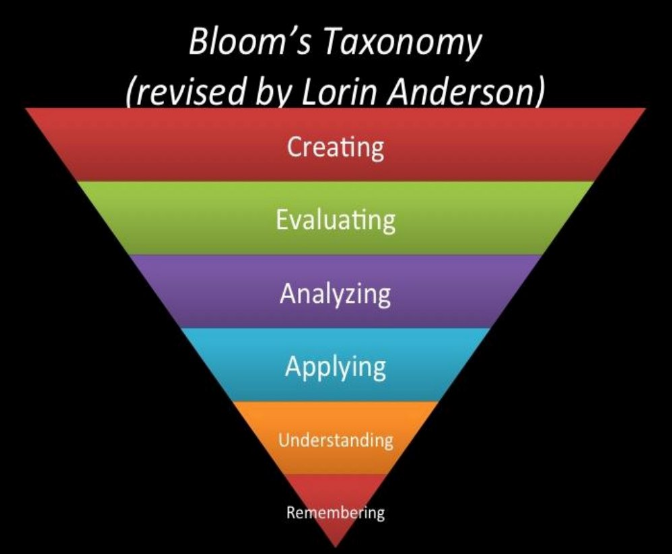 Bloom's Taxonomy
(revised by Lorin Anderson)
Creating
Evaluating
Analyzing
Applying
Understanding
Remembering